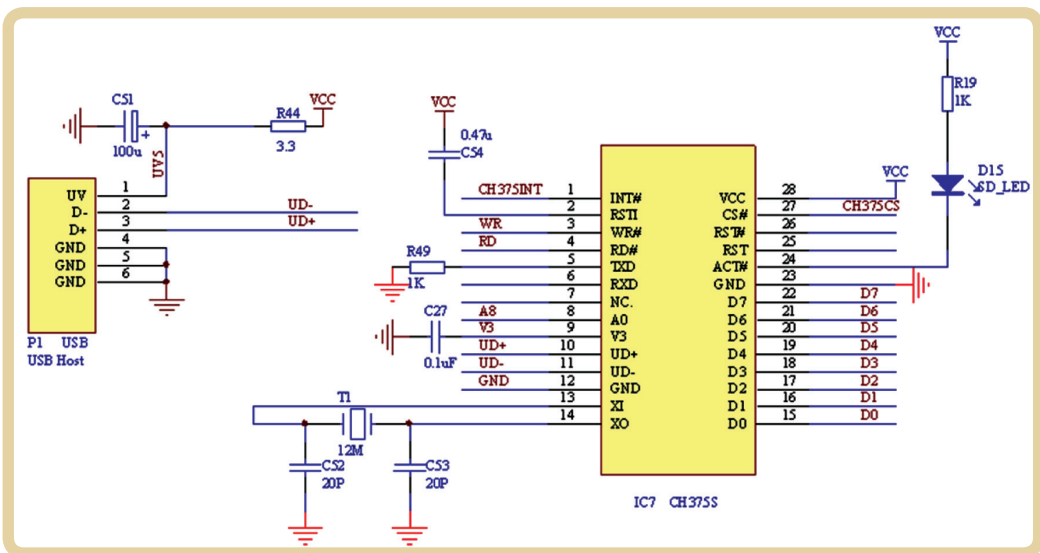 VCC
R19
1K
D15
SD_LED
C51
100u
+
UV5
R44
3.3
VCC
VCC
0.47u
C54
UV 1
D- 2 UD-
D+ 3 UD+
GND 4
GND 5
GND 6
P1 USB
USB Host
CH375INT 1 INT# VCC 28 VCC
2 RSTI CS# 27 CH375CS
WR 3 WR# RST# 26
RD 4 RD# RST 25
R49
1K
5 TXD ACT# 24
6 RXD GND 23
7 NC. D7 22 D7
A8 8 A0 D6 21 D6
C27
0.1uF
V3 9 V3 D5 20 D5
UD+ 10 UD+ D4 19 D4
UD- 11 UD- D3 18 D3
GND 12 GND D2 17 D2
13 XI D1 16 D1
14 XO D0 15 D0
T1
12M
C52
20P
C53
20P
IC7 CH375S